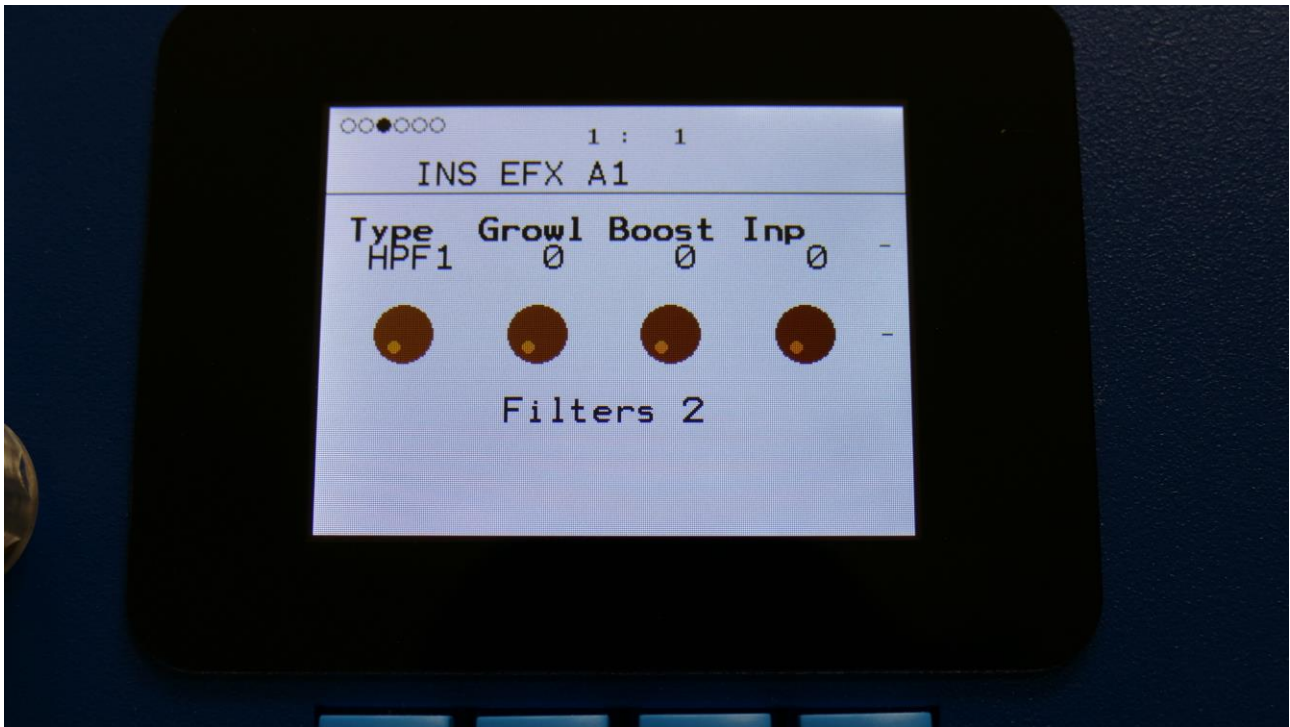 1 : 1
INS EFX A1
Type Growl Boost Inp
HPF1 0 0 0
Filters 2